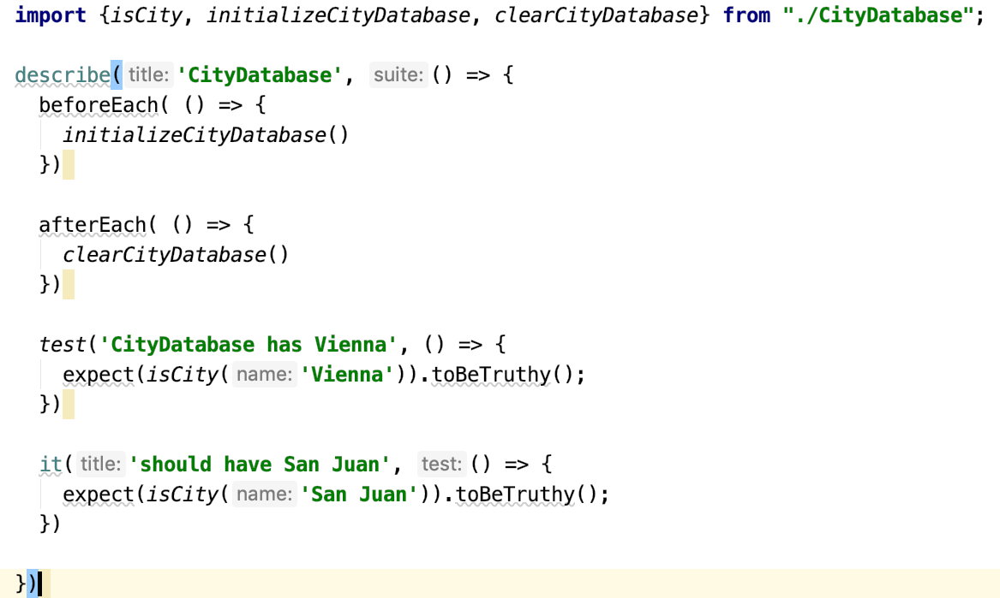 import {isCity, initializeCityDatabase, clearCityDatabase} from "./CityDatabase";
describe( title: 'CityDatabase', suite: () => {
beforeEach( () => {
initializeCityDatabase()
})
afterEach( () => {
clearCityDatabase()
})
test('CityDatabase has Vienna', () => {
expect(isCity( name: 'Vienna')).toBeTruthy();
})
it( title: 'should have San Juan', test: () => {
expect(isCity( name: 'San Juan')).toBeTruthy();
})
})